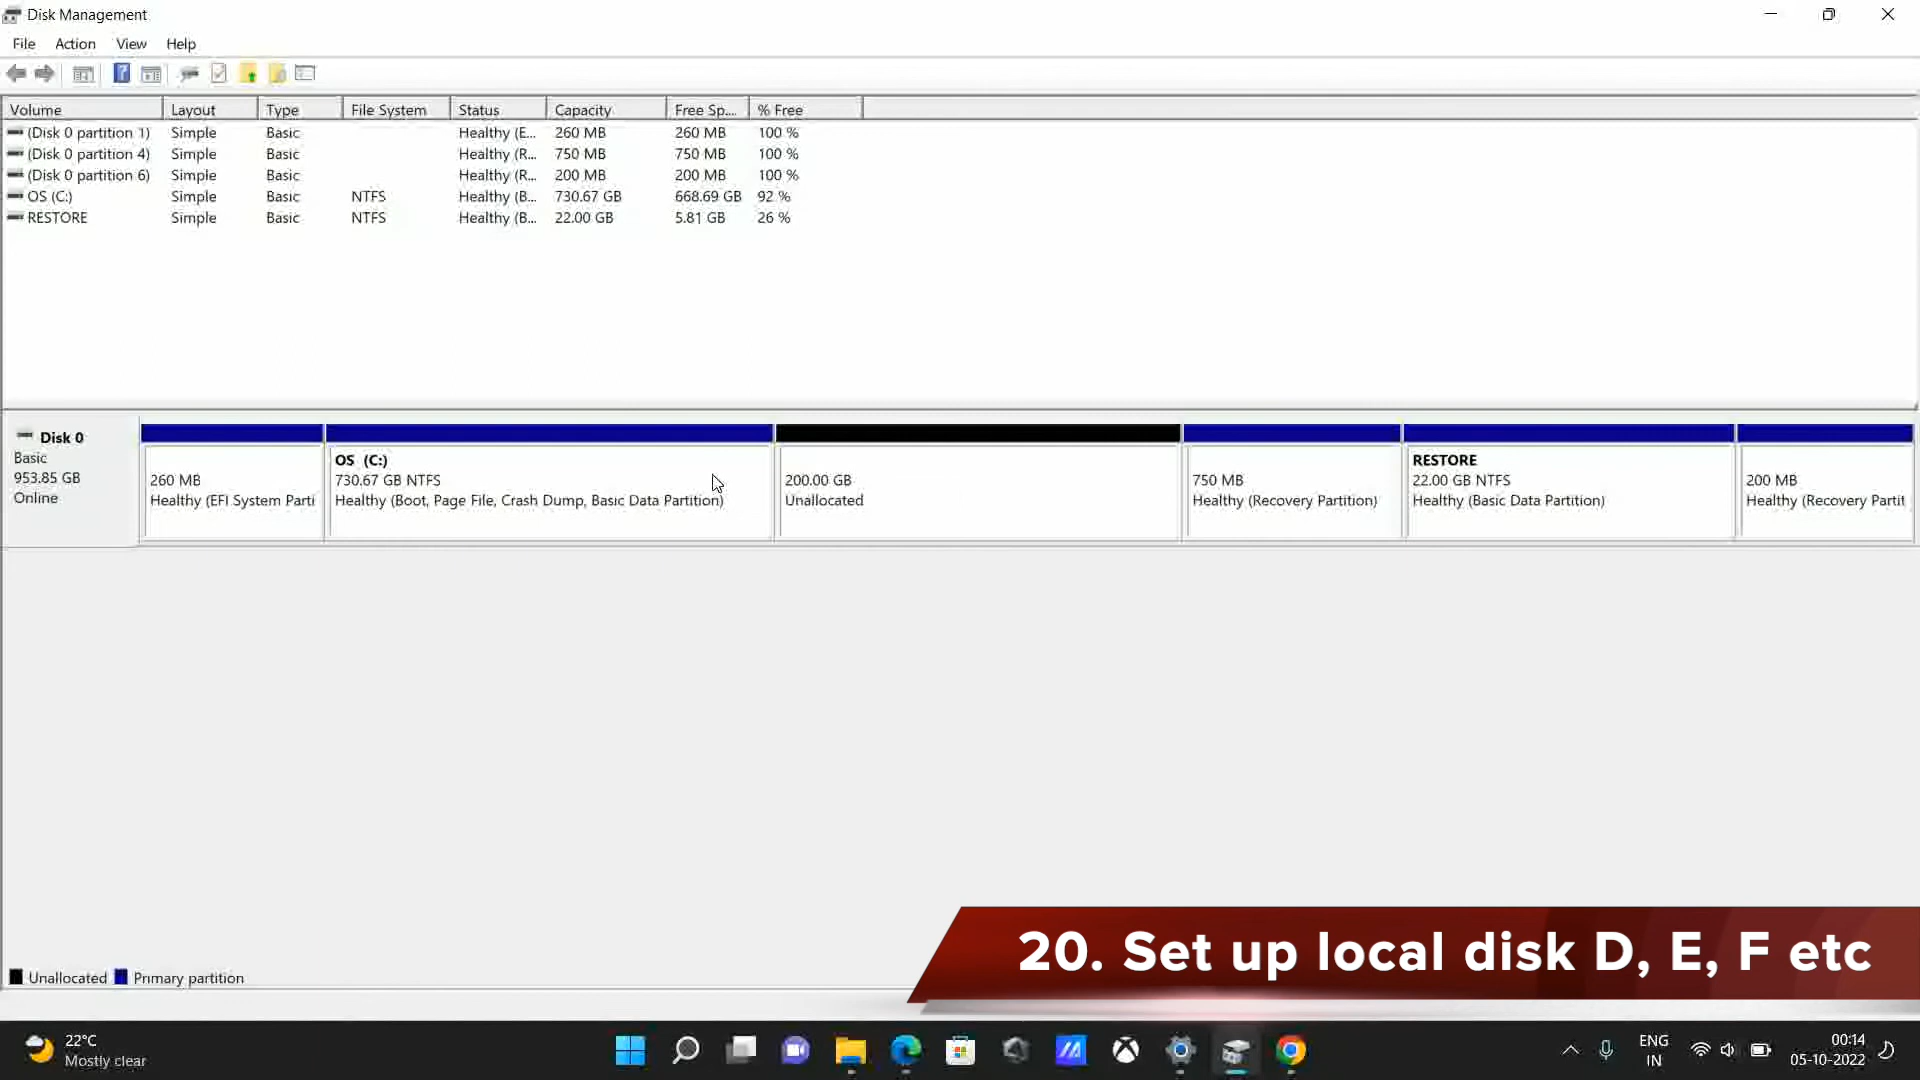 Disk Management
File Action View Help
Volume Layout Type File System Status Capacity Free Sp... % Free
(Disk 0 partition 1) Simple Basic Healthy (E... 260 MB 260 MB 100 %
(Disk 0 partition 4) Simple Basic Healthy (R... 750 MB 750 MB 100 %
(Disk 0 partition 6) Simple Basic Healthy (R... 200 MB 200 MB 100 %
OS (C:) Simple Basic NTFS Healthy (B... 730.67 GB 668.69 GB 92 %
RESTORE Simple Basic NTFS Healthy (B... 22.00 GB 5.81 GB 26 %
Disk 0
Basic
953.85 GB
Online
260 MB
Healthy (EFI System Parti
OS (C:)
730.67 GB NTFS
Healthy (Boot, Page File, Crash Dump, Basic Data Partition)
200.00 GB
Unallocated
750 MB
Healthy (Recovery Partition)
RESTORE
22.00 GB NTFS
Healthy (Basic Data Partition)
200 MB
Healthy (Recovery Partit
20. Set up local disk D, E, F etc
Unallocated Primary partition
22°C
Mostly clear
ENG
IN
00:14
05-10-2022